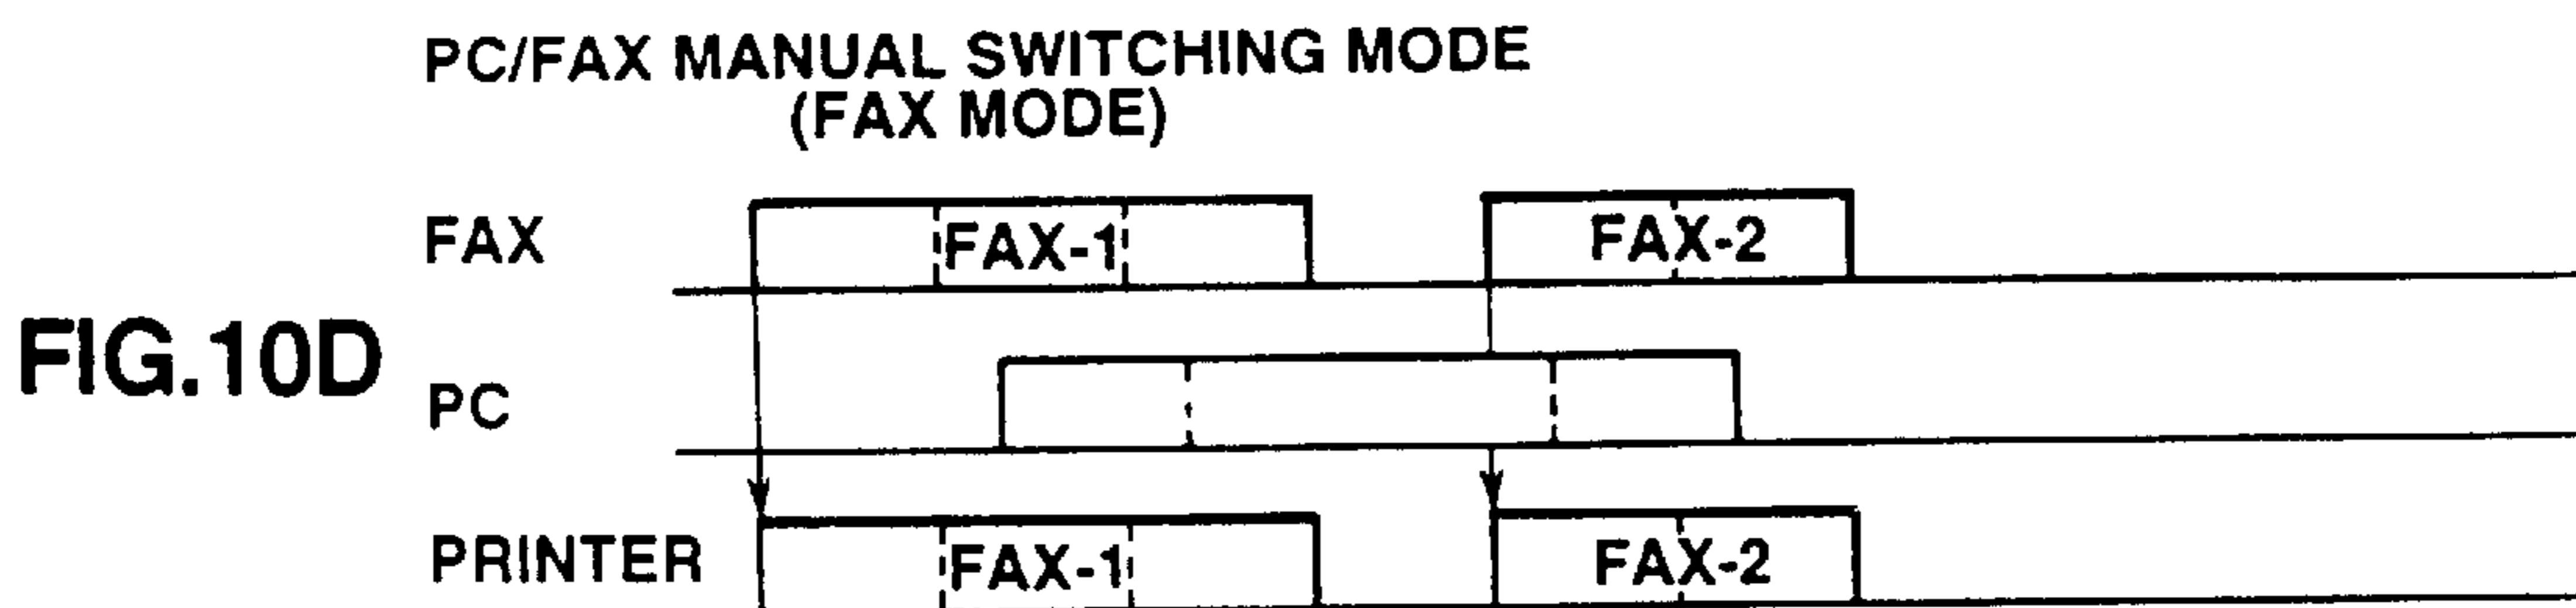 PC/FAX MANUAL SWITCHING MODE
(FAX MODE)
FAX
FAX-1
FAX-2
FIG.10D
PC
PRINTER
FAX-1
FAX-2